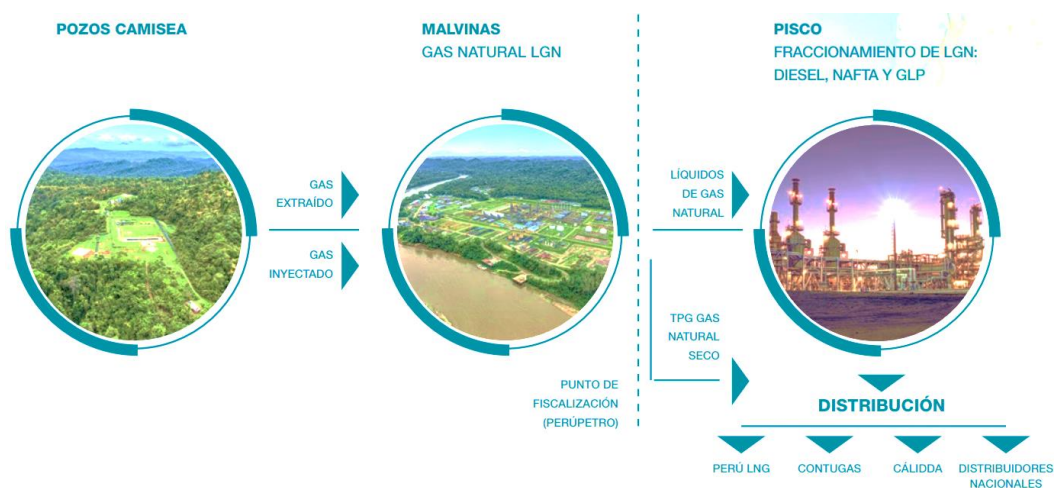 POZOS CAMISEA
MALVINAS
GAS NATURAL LGN
PISCO
FRACCIONAMIENTO DE LGN:
DIESEL, NAFTA Y GLP
GAS
EXTRAÍDO
GAS
INYECTADO
LÍQUIDOS
DE GAS
NATURAL
TPG GAS
NATURAL
SECO
PUNTO DE
FISCALIZACIÓN
(PERÚPETRO)
DISTRIBUCIÓN
PERÚ LNG
CONTUGAS
CÁLIDDA
DISTRIBUIDORES
NACIONALES